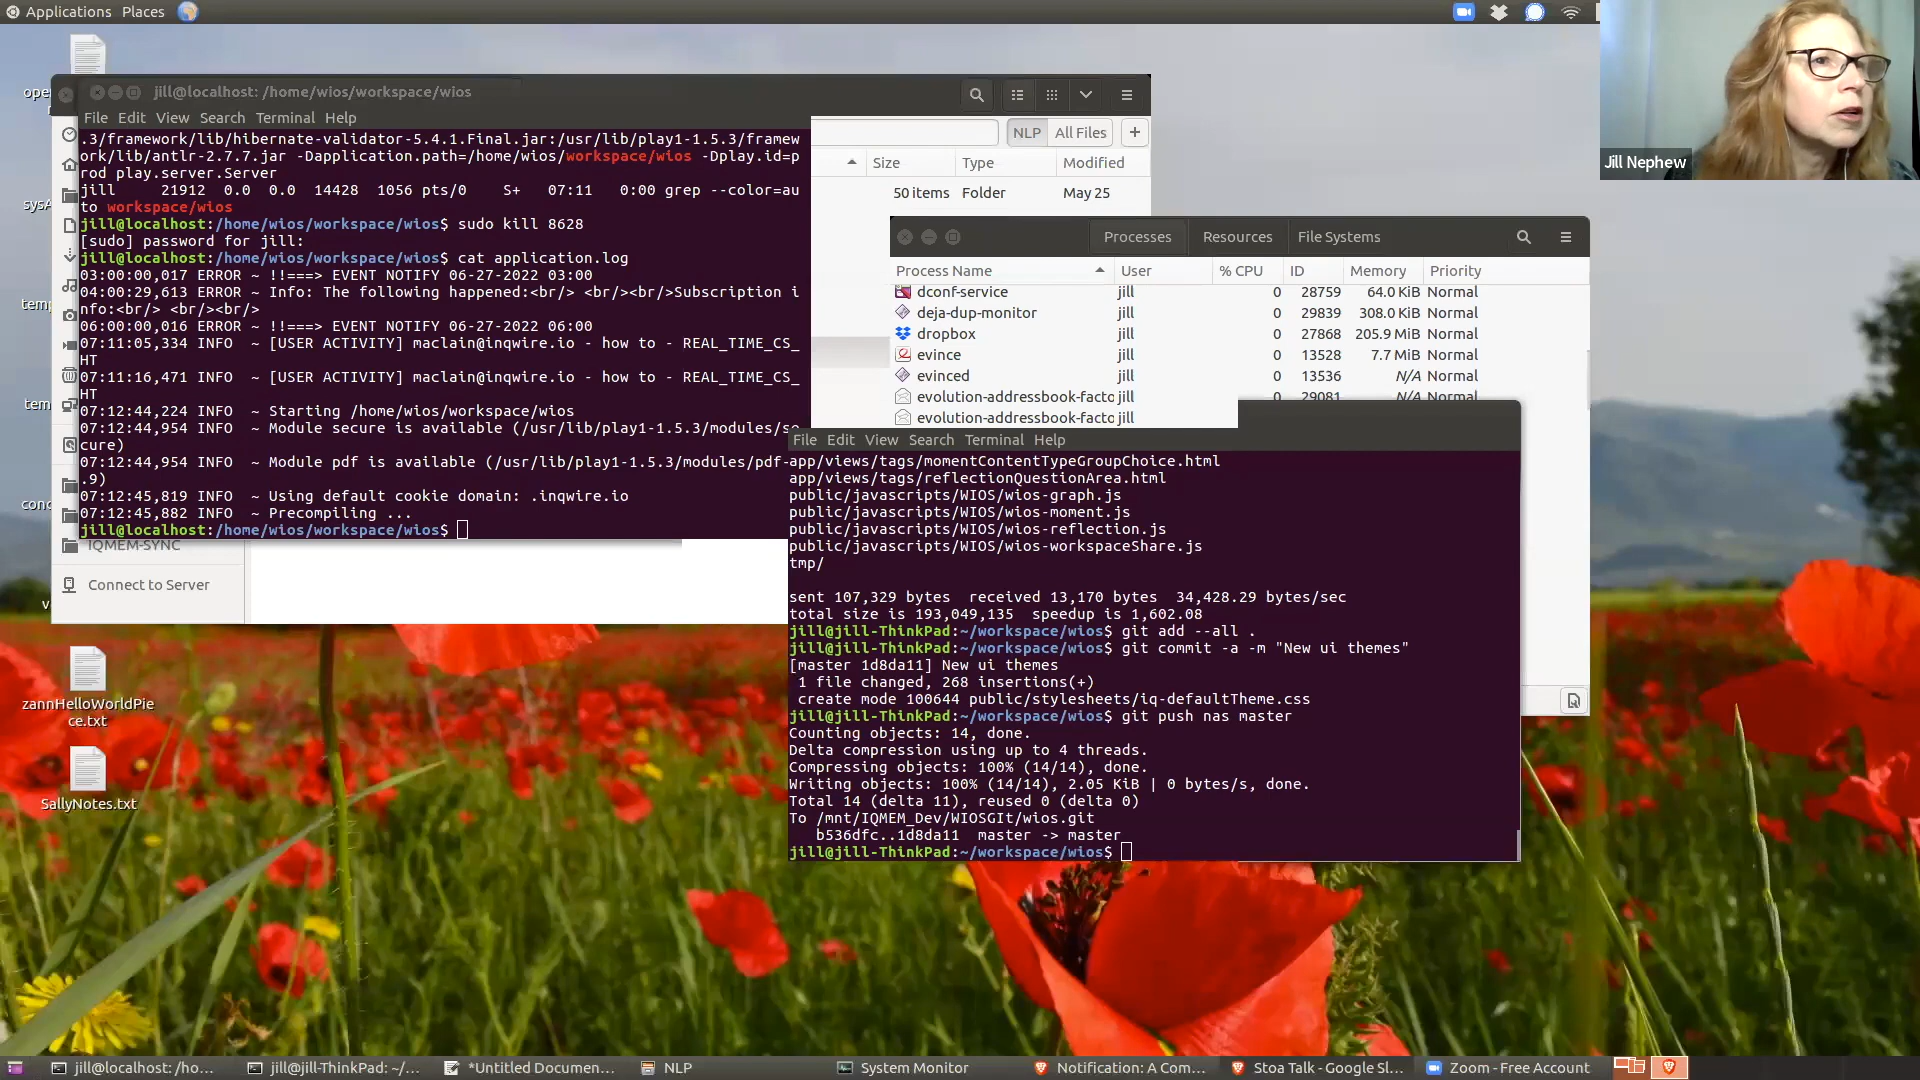 Applications Places
Jill Nephew
jill@localhost: /home/wios/workspace/wios
File Edit View Search Terminal Help
.3/framework/lib/hibernate-validator-5.4.1.Final.jar:/usr/lib/play1-1.5.3/framew
ork/lib/antlr-2.7.7.jar -Dapplication.path=/home/wios/workspace/wios -Dplay.id=p
rod play.server.Server
jill     21912  0.0  0.0  14428  1056 pts/0    S+   07:11   0:00 grep --color=au
to workspace/wios
jill@localhost:/home/wios/workspace/wios$ sudo kill 8628
[sudo] password for jill:
jill@localhost:/home/wios/workspace/wios$ cat application.log
03:00:00,017 ERROR ~ !!===> EVENT NOTIFY 06-27-2022 03:00
04:00:29,613 ERROR ~ Info: The following happened:<br/> <br/><br/>Subscription i
nfo:<br/> <br/><br/>
06:00:00,016 ERROR ~ !!===> EVENT NOTIFY 06-27-2022 06:00
07:11:05,334 INFO  ~ [USER ACTIVITY] maclain@inqwire.io - how to - REAL_TIME_CS_
HT
07:11:16,471 INFO  ~ [USER ACTIVITY] maclain@inqwire.io - how to - REAL_TIME_CS_
HT
07:12:44,224 INFO  ~ Starting /home/wios/workspace/wios
07:12:44,954 INFO  ~ Module secure is available (/usr/lib/play1-1.5.3/modules/se
cure)
07:12:44,954 INFO  ~ Module pdf is available (/usr/lib/play1-1.5.3/modules/pdf-
.9)
07:12:45,819 INFO  ~ Using default cookie domain: .inqwire.io
07:12:45,882 INFO  ~ Precompiling ...
jill@localhost:/home/wios/workspace/wios$
IQMEM-SYNC
Connect to Server
NLP All Files
Size Type Modified
50 items Folder May 25
Processes Resources File Systems
Process Name User % CPU ID Memory Priority
dconf-service jill 0 28759 64.0 KiB Normal
deja-dup-monitor jill 0 29839 308.0 KiB Normal
dropbox jill 0 27868 205.9 MiB Normal
evince jill 0 13528 7.7 MiB Normal
evinced jill 0 13536 N/A Normal
evolution-addressbook-facto jill 0 29081 N/A Normal
evolution-addressbook-facto jill
File Edit View Search Terminal Help
app/views/tags/momentContentTypeGroupChoice.html
app/views/tags/reflectionQuestionArea.html
public/javascripts/WIOS/wios-graph.js
public/javascripts/WIOS/wios-moment.js
public/javascripts/WIOS/wios-reflection.js
public/javascripts/WIOS/wios-workspaceShare.js
tmp/
sent 107,329 bytes  received 13,170 bytes  34,428.29 bytes/sec
total size is 193,049,135  speedup is 1,602.08
jill@jill-ThinkPad:~/workspace/wios$ git add --all .
jill@jill-ThinkPad:~/workspace/wios$ git commit -a -m "New ui themes"
[master 1d8da11] New ui themes
 1 file changed, 268 insertions(+)
 create mode 100644 public/stylesheets/iq-defaultTheme.css
jill@jill-ThinkPad:~/workspace/wios$ git push nas master
Counting objects: 14, done.
Delta compression using up to 4 threads.
Compressing objects: 100% (14/14), done.
Writing objects: 100% (14/14), 2.05 KiB | 0 bytes/s, done.
Total 14 (delta 11), reused 0 (delta 0)
To /mnt/IQMEM_Dev/WIOSGIt/wios.git
   b536dfc..1d8da11  master -> master
jill@jill-ThinkPad:~/workspace/wios$
ope
sysA
tem
tem
cond
v
zannHelloWorldPie
ce.txt
SallyNotes.txt
jill@localhost: /ho... jill@jill-ThinkPad: ~/... *Untitled Documen... NLP System Monitor Notification: A Com... Stoa Talk - Google Sl... Zoom - Free Account